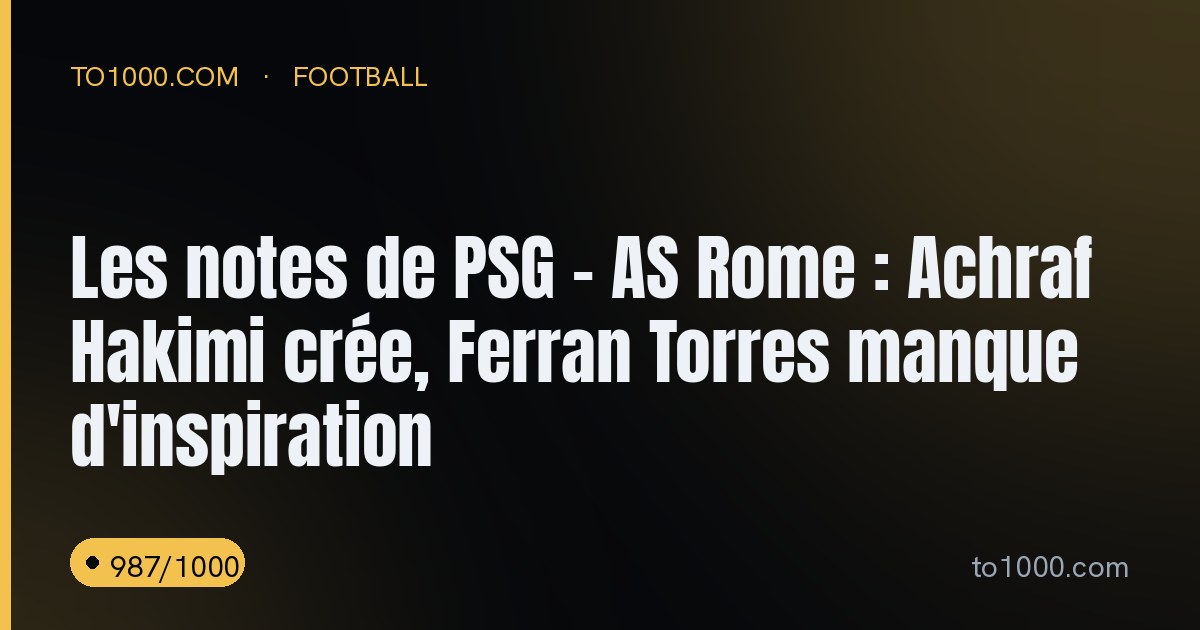 TO1000.COM · FOOTBALL
Les notes de PSG - AS Rome : Achraf
Hakimi crée, Ferran Torres manque
d'inspiration
987/1000
to1000.com